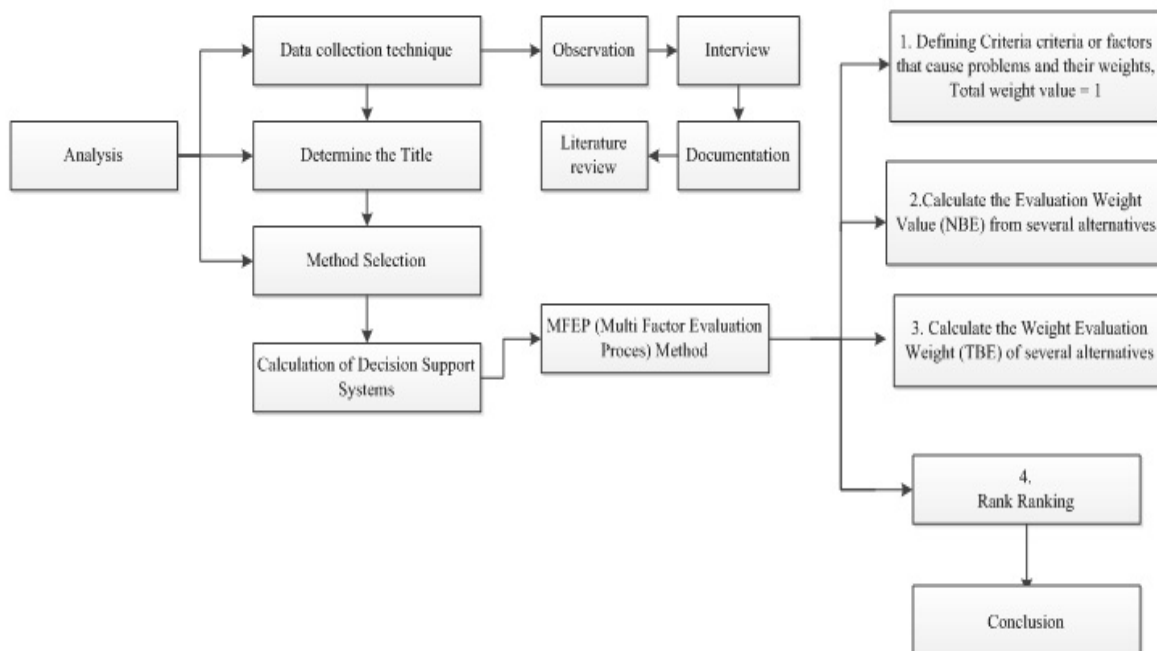 Analysis
Data collection technique
Determine the Title
Method Selection
Calculation of Decision Support
Systems
Observation
Interview
Literature
review
Documentation
MFEP (Multi Factor Evaluation
Proces) Method
1. Defining Criteria criteria or factors
that cause problems and their weights,
Total weight value = 1
2.Calculate the Evaluation Weight
Value (NBE) from several alternatives
3. Calculate the Weight Evaluation
Weight (TBE) of several alternatives
4.
Rank Ranking
Conclusion